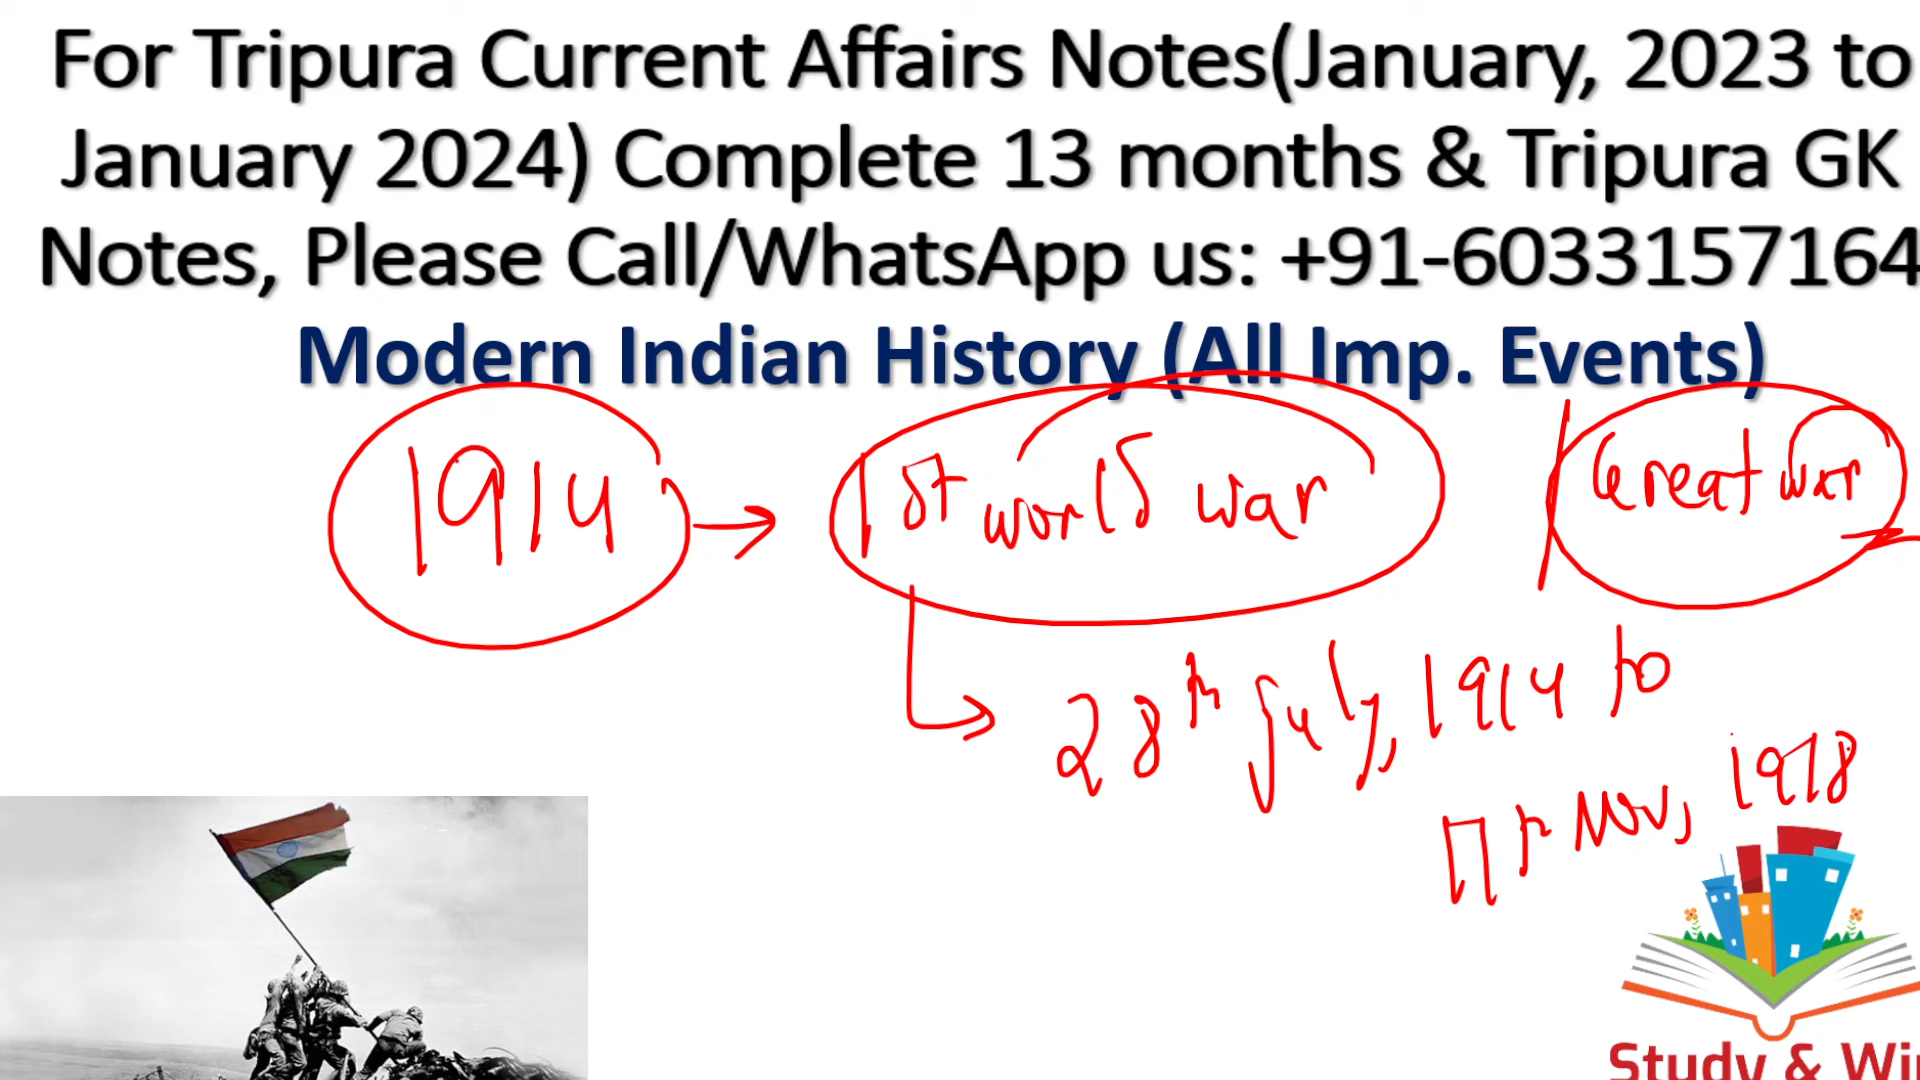 For Tripura Current Affairs Notes(January, 2023 to
January 2024) Complete 13 months & Tripura GK
Notes, Please Call/WhatsApp us: +91-6033157164
Modern Indian History (All Imp. Events)
1914 → 1st world war Great war
28th july, 1914 to
11th Nov, 1918
Study & Wi